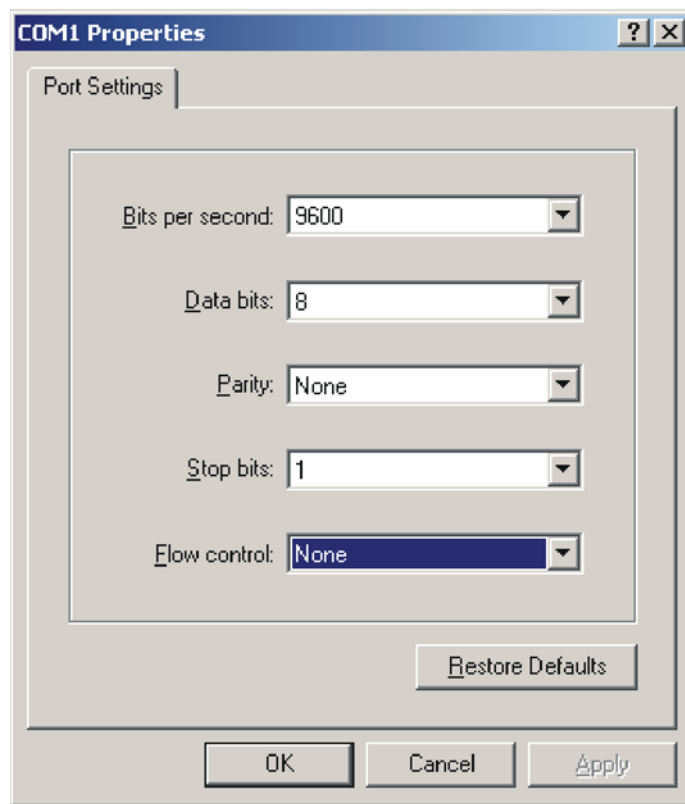 COM1 Properties
Port Settings
Bits per second: 9600
Data bits: 8
Parity: None
Stop bits: 1
Flow control: None
Restore Defaults
OK Cancel Apply